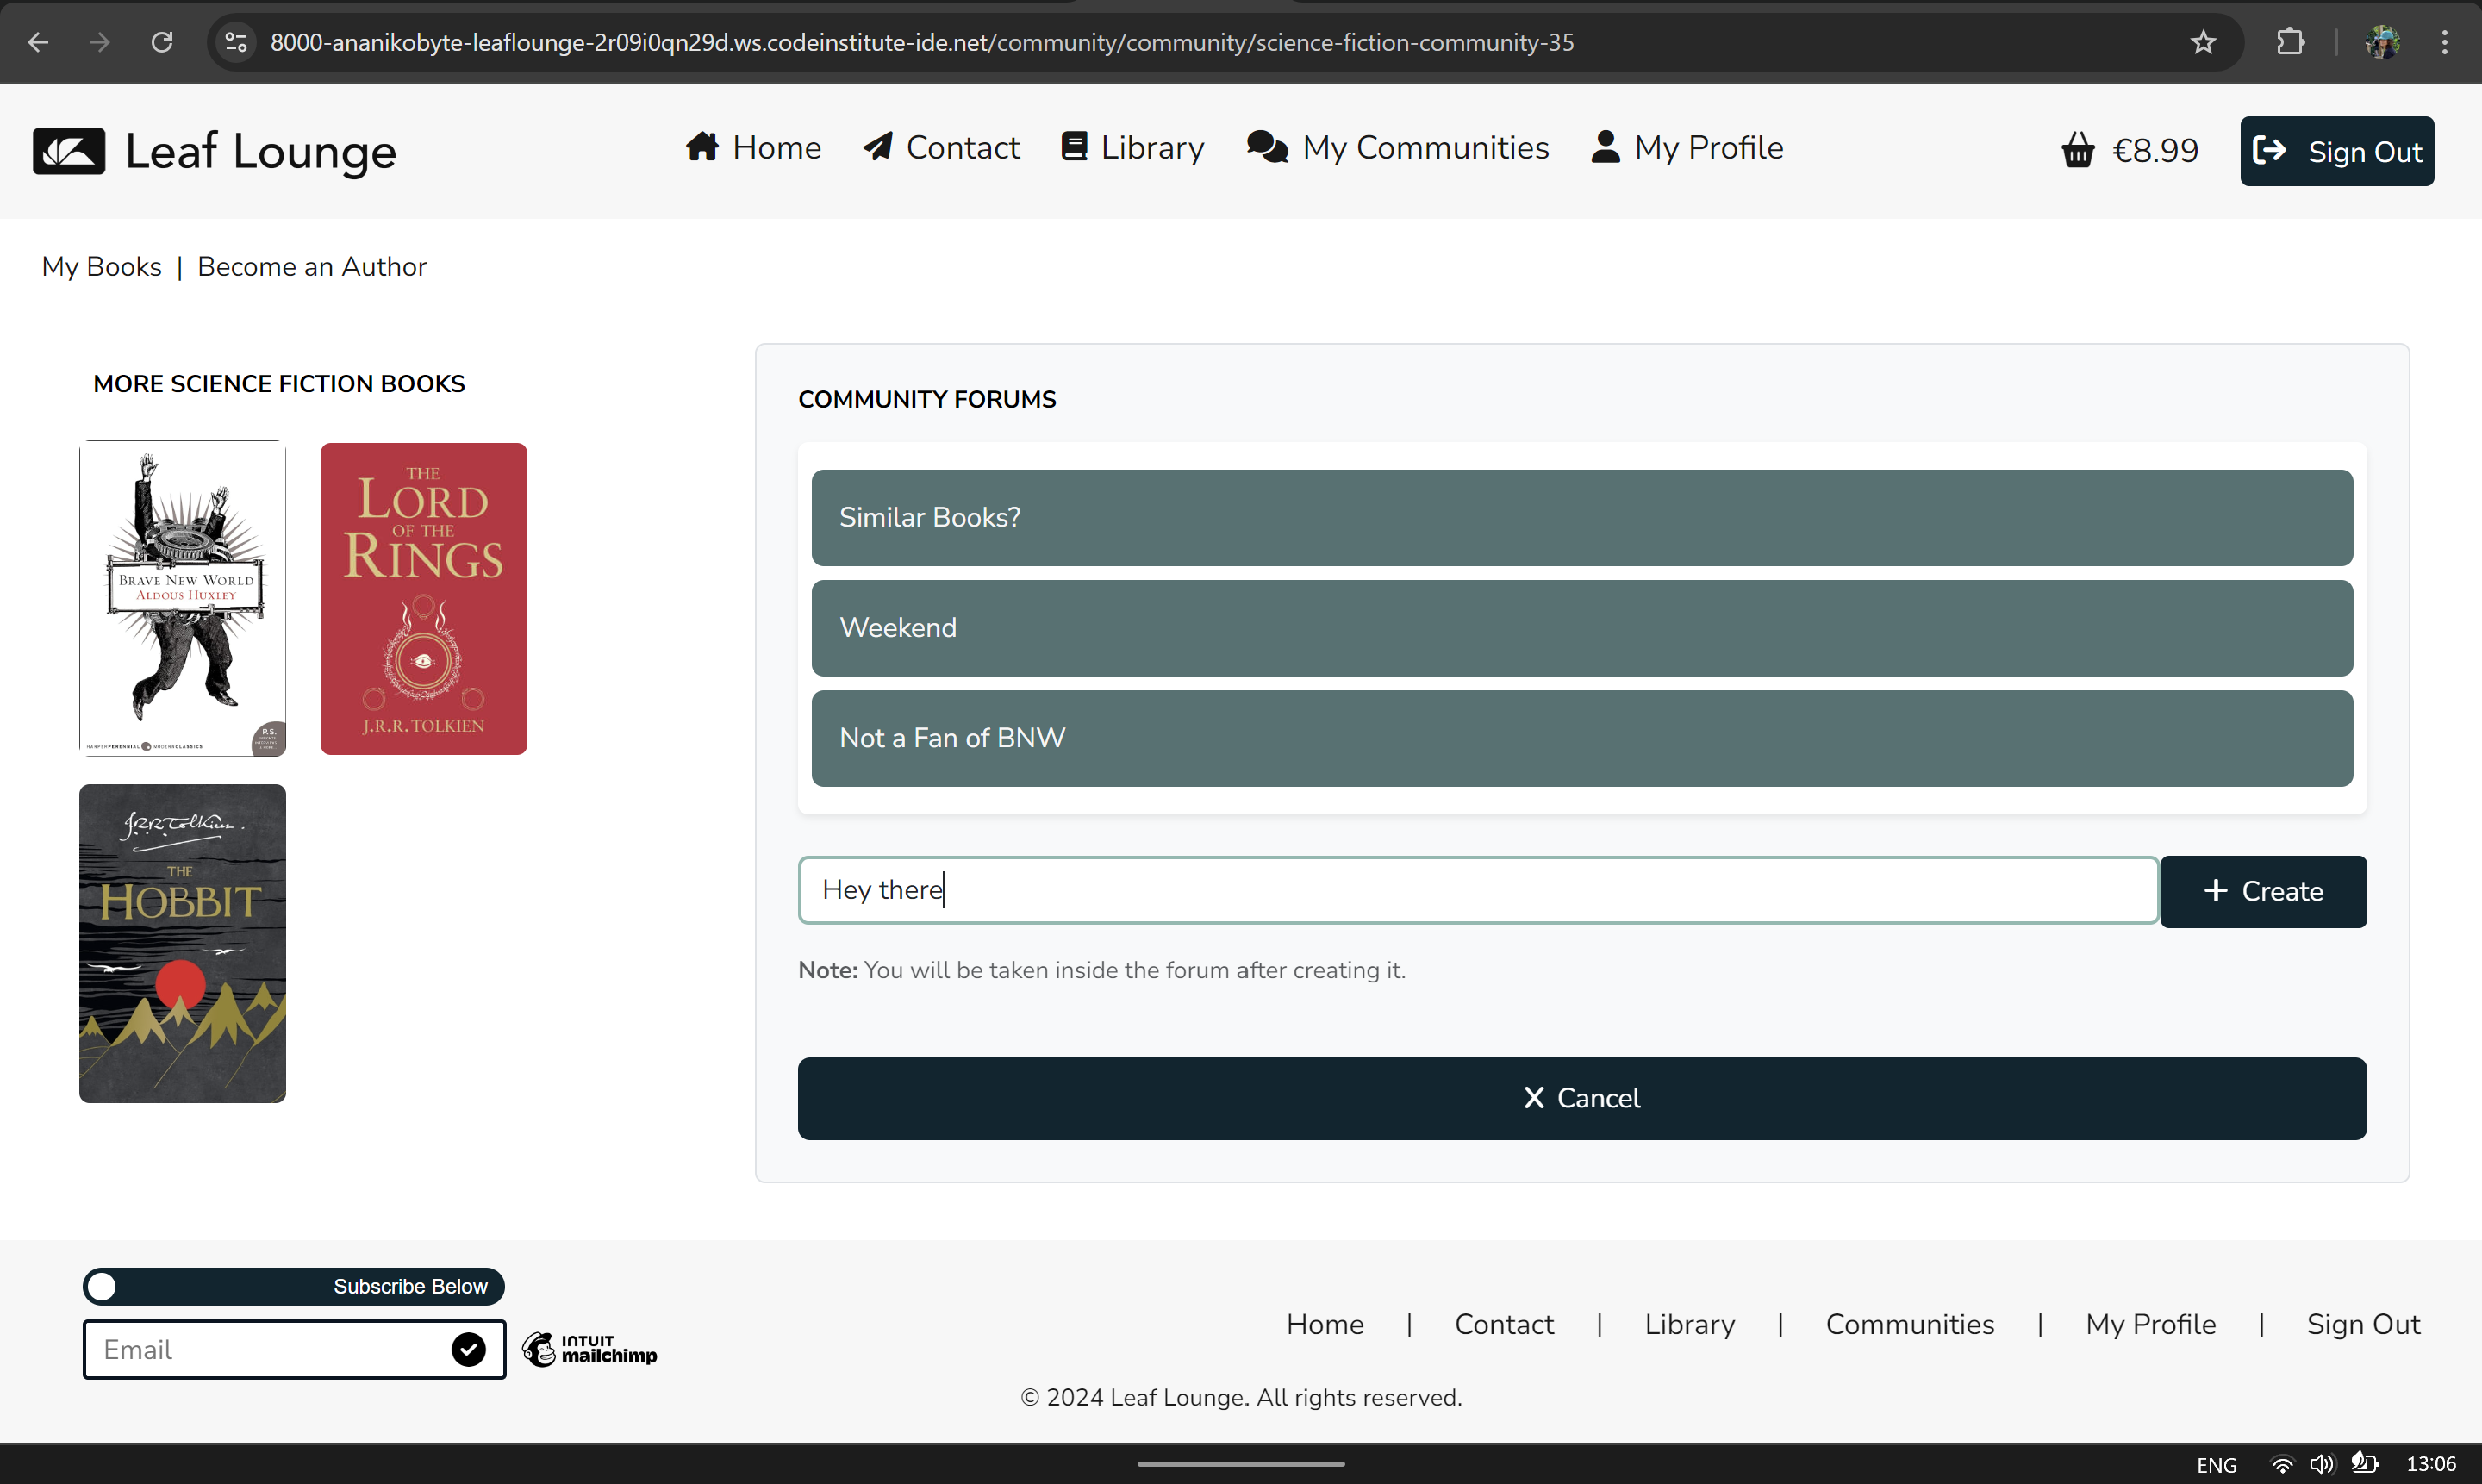 8000-ananikobyte-leaflounge-2r09i0qn29d.ws.codeinstitute-ide.net/community/community/science-fiction-community-35
Leaf Lounge
Home
Contact
Library
My Communities
My Profile
€8.99
Sign Out
My Books | Become an Author
MORE SCIENCE FICTION BOOKS
BRAVE NEW WORLD
ALDOUS HUXLEY
P.S.
HARPERPERENNIAL MODERNCLASSICS
THE
LORD
OF THE
RINGS
J.R.R. TOLKIEN
J.R.R. Tolkien
THE
HOBBIT
COMMUNITY FORUMS
Similar Books?
Weekend
Not a Fan of BNW
Hey there
+ Create
Note: You will be taken inside the forum after creating it.
X Cancel
Subscribe Below
Email
INTUIT
mailchimp
Home | Contact | Library | Communities | My Profile | Sign Out
© 2024 Leaf Lounge. All rights reserved.
ENG
13:06